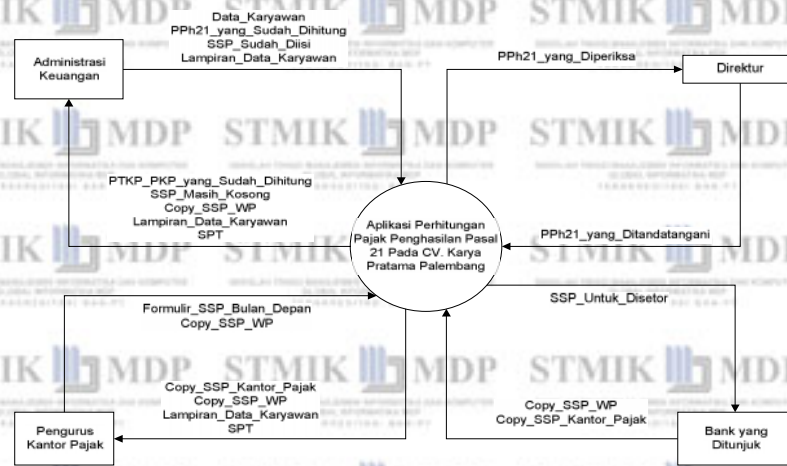 Data_Karyawan
PPh21_yang_Sudah_Dihitung
SSP_Sudah_Diisi
Lampiran_Data_Karyawan
Administrasi
Keuangan
PPh21_yang_Diperiksa
Direktur
PTKP_PKP_yang_Sudah_Dihitung
SSP_Masih_Kosong
Copy_SSP_WP
Lampiran_Data_Karyawan
SPT
Aplikasi Perhitungan
Pajak Penghasilan Pasal
21 Pada CV. Karya
Pratama Palembang
PPh21_yang_Ditandatangani
Formulir_SSP_Bulan_Depan
Copy_SSP_WP
SSP_Untuk_Disetor
Copy_SSP_Kantor_Pajak
Copy_SSP_WP
Lampiran_Data_Karyawan
SPT
Copy_SSP_WP
Copy_SSP_Kantor_Pajak
Pengurus
Kantor Pajak
Bank yang
Ditunjuk
STMIK MDP